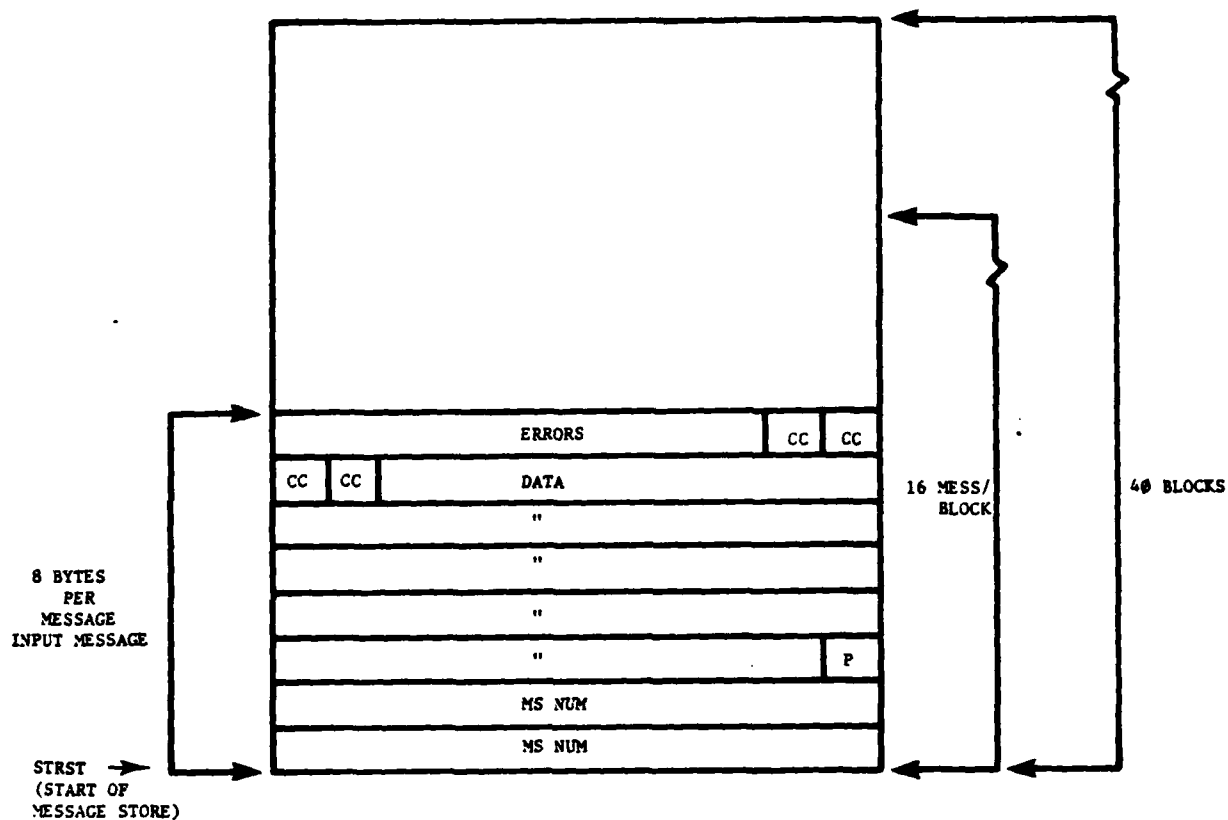 ERRORS CC CC
CC CC DATA
"
"
"
" P
MS NUM
MS NUM
8 BYTES
PER
MESSAGE
INPUT MESSAGE
STRST
(START OF
MESSAGE STORE)
16 MESS/
BLOCK
40 BLOCKS